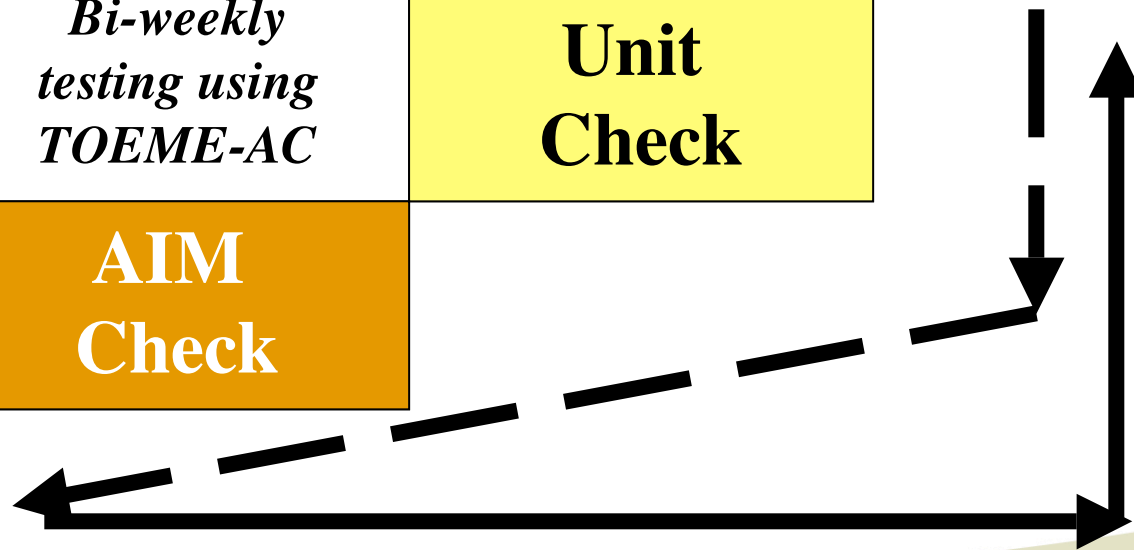 Bi-weekly
testing using
TOEME-AC
Unit
Check
AIM
Check